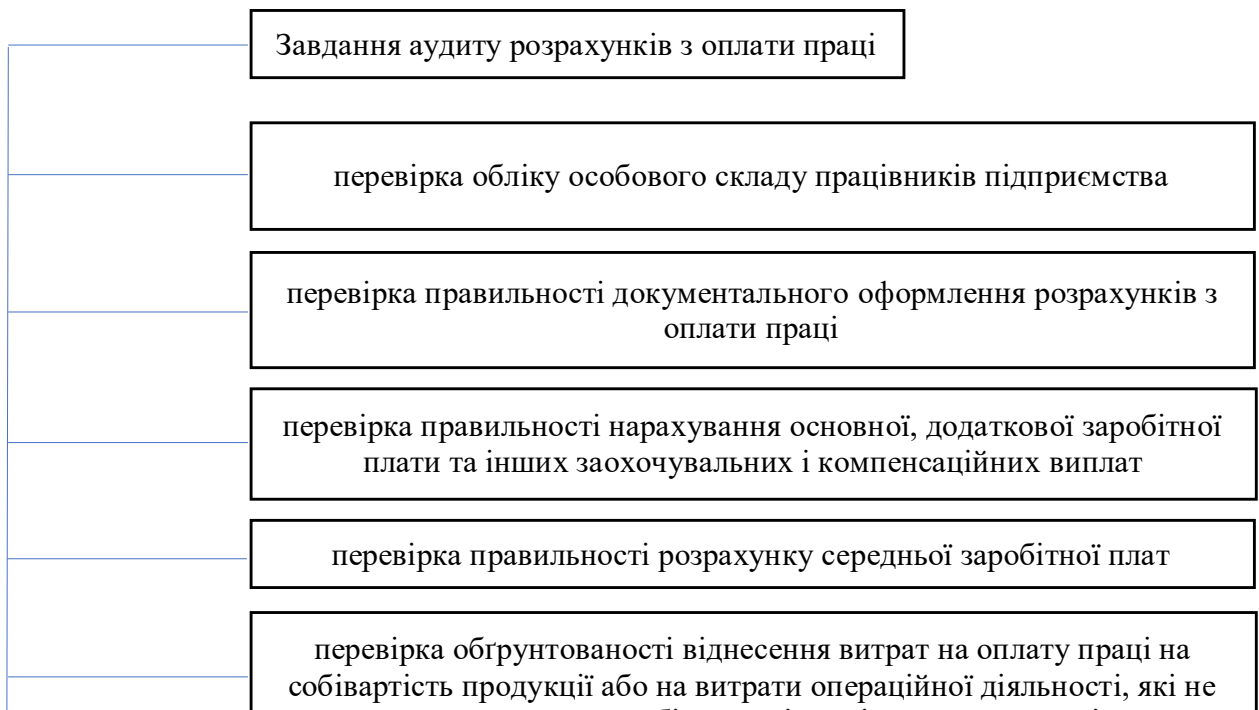 Завдання аудиту розрахунків з оплати праці
перевірка обліку особового складу працівників підприємства
перевірка правильності документального оформлення розрахунків з
оплати праці
перевірка правильності нарахування основної, додаткової заробітної
плати та інших заохочувальних і компенсаційних виплат
перевірка правильності розрахунку середньої заробітної плат
перевірка обґрунтованості віднесення витрат на оплату праці на
собівартість продукції або на витрати операційної діяльності, які не